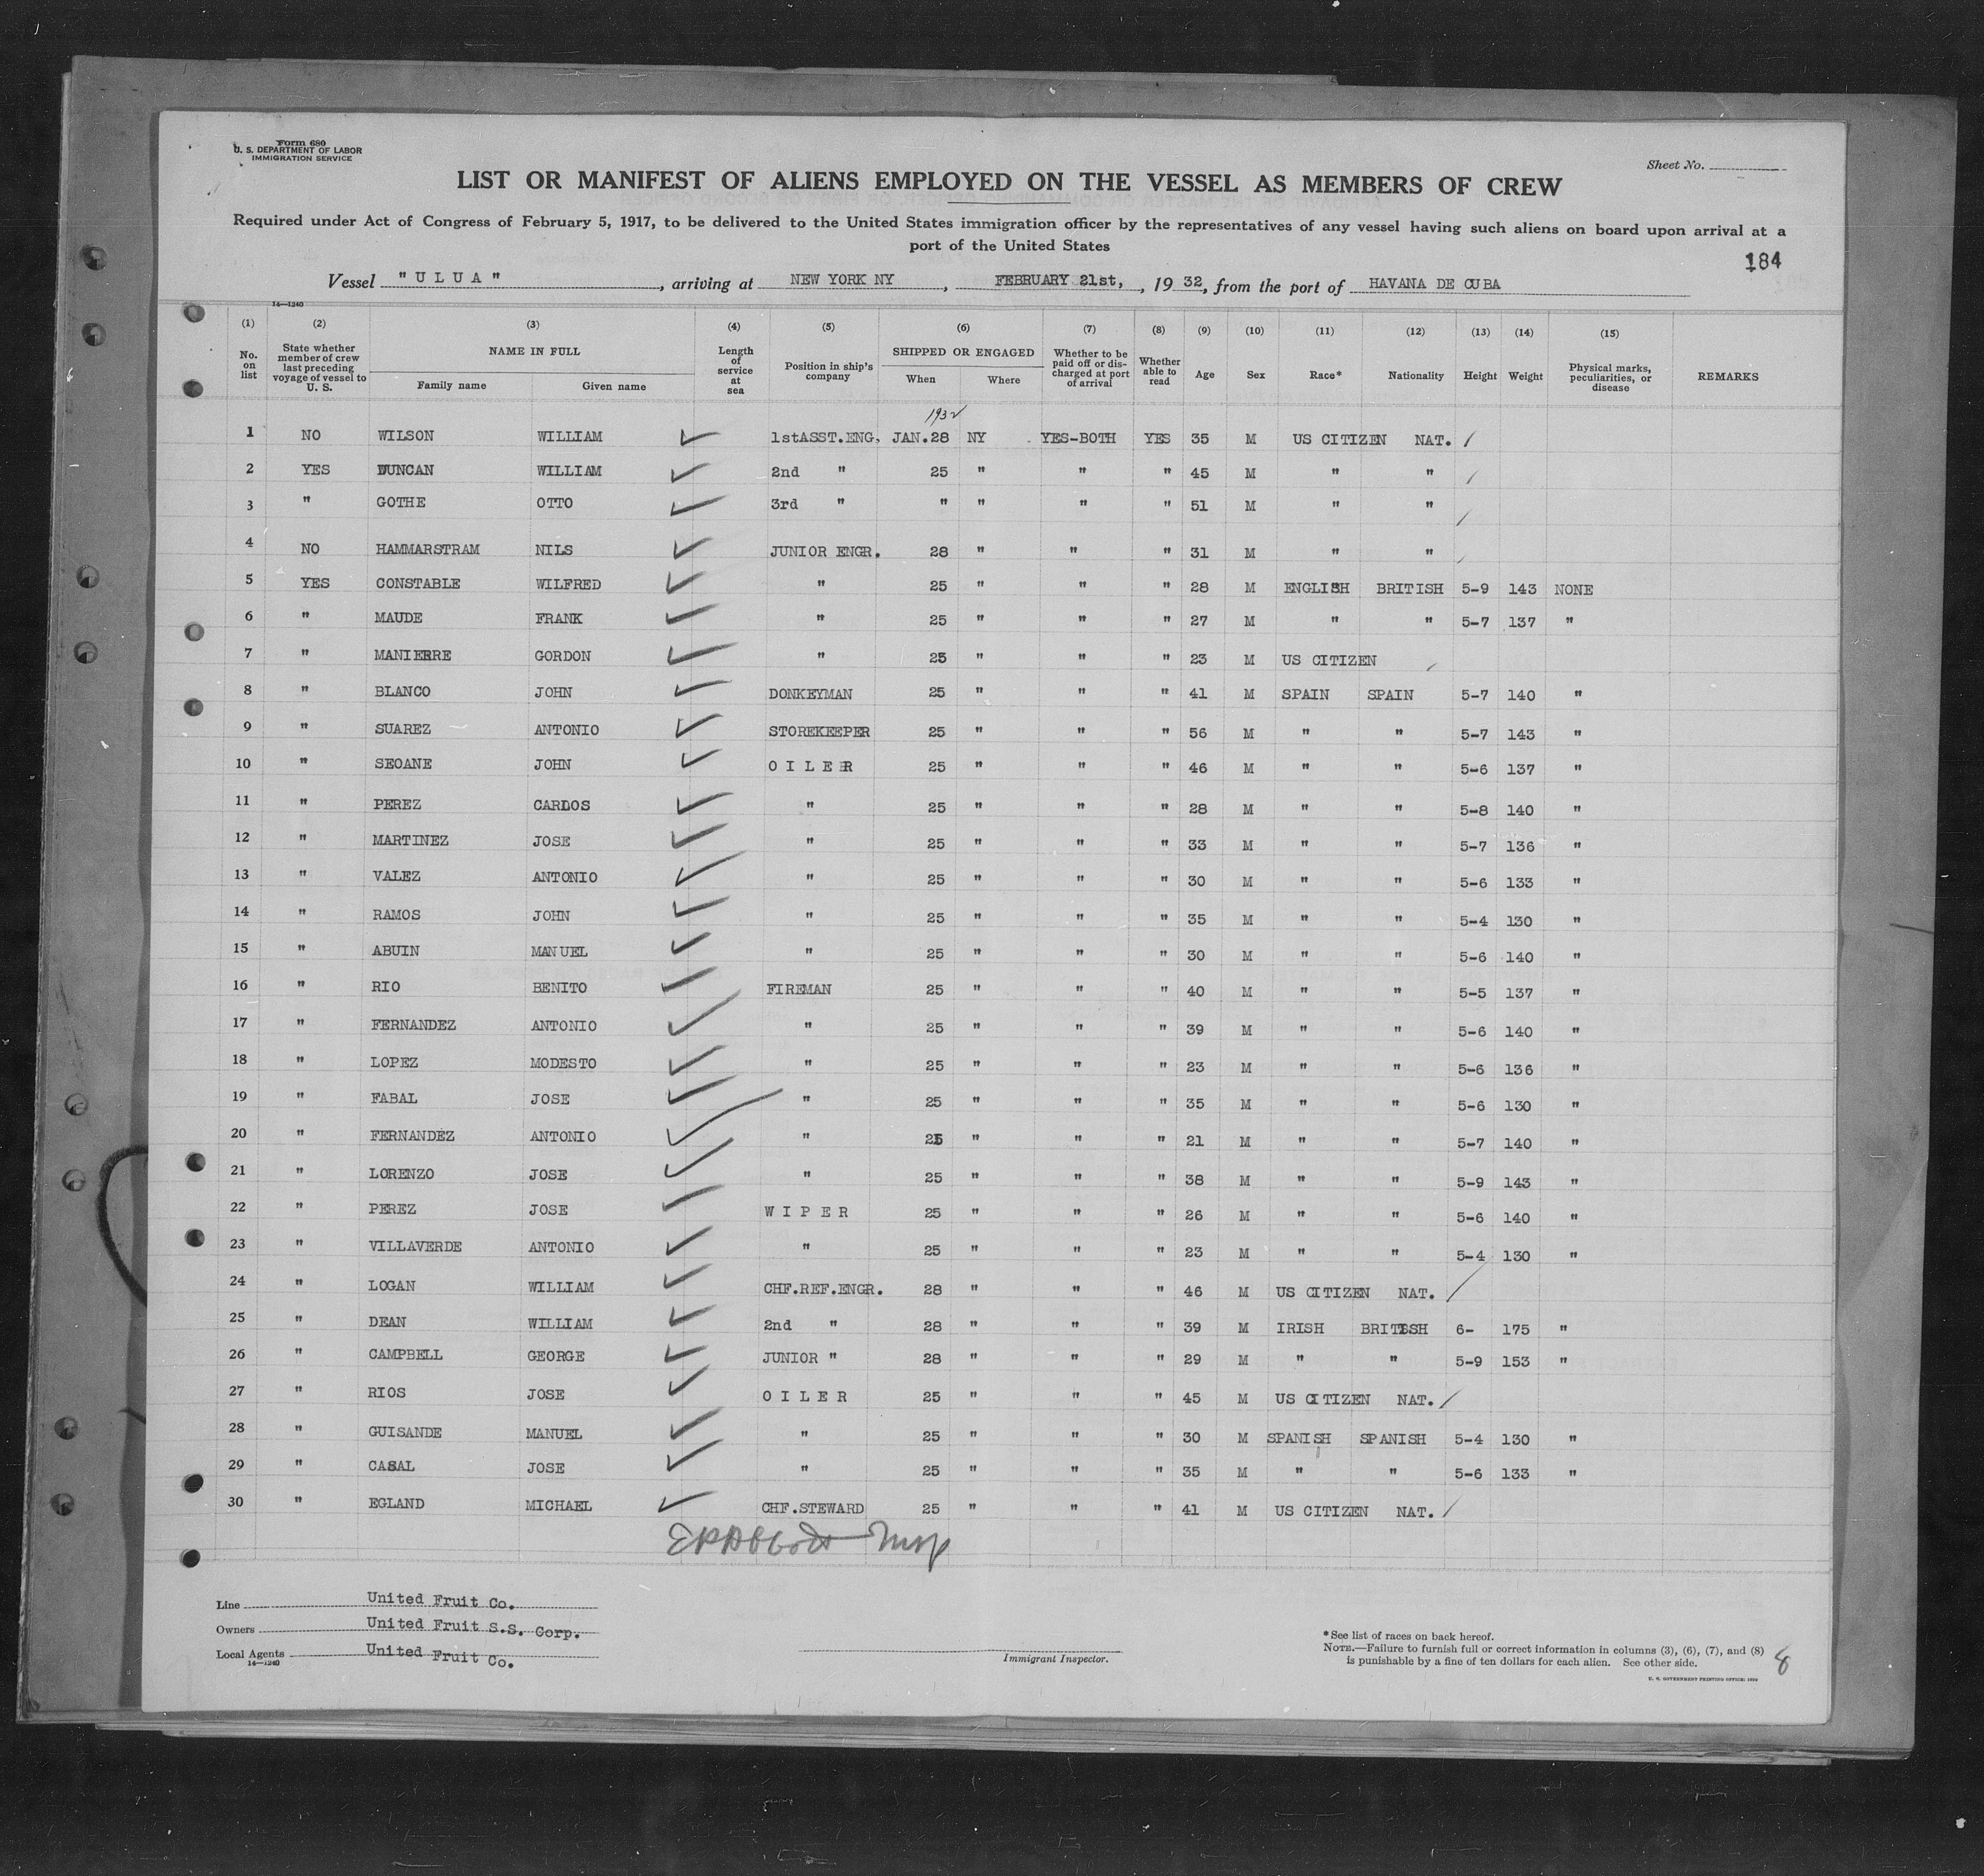 Form 680
U. S. DEPARTMENT OF LABOR
IMMIGRATION SERVICE
Sheet No.
LIST OR MANIFEST OF ALIENS EMPLOYED ON THE VESSEL AS MEMBERS OF CREW
Required under Act of Congress of February 5, 1917, to be delivered to the United States immigration officer by the representatives of any vessel having such aliens on board upon arrival at a
port of the United States
184
Vessel "ULUA", arriving at NEW YORK NY, FEBRUARY 21st, 1932, from the port of HAVANA DE CUBA
14—1240
(1) (2) (3) (4) (5) (6) (7) (8) (9) (10) (11) (12) (13) (14) (15)
No. on list State whether member of crew last preceding voyage of vessel to U. S. NAME IN FULL Family name Given name Length of service at sea Position in ship's company SHIPPED OR ENGAGED When Where Whether to be paid off or discharged at port of arrival Whether able to read Age Sex Race* Nationality Height Weight Physical marks, peculiarities, or disease REMARKS
1932
1 NO WILSON WILLIAM 1stASST.ENG, JAN.28 NY YES-BOTH YES 35 M US CITIZEN NAT.
2 YES DUNCAN WILLIAM 2nd " 25 " " " 45 M " "
3 " GOTHE OTTO 3rd " " " " " 51 M " "
4 NO HAMMARSTRAM NILS JUNIOR ENGR. 28 " " " 31 M " "
5 YES CONSTABLE WILFRED " 25 " " " 28 M ENGLISH BRITISH 5-9 143 NONE
6 " MAUDE FRANK " 25 " " " 27 M " " 5-7 137 "
7 " MANIERRE GORDON " 25 " " " 23 M US CITIZEN
8 " BLANCO JOHN DONKEYMAN 25 " " " 41 M SPAIN SPAIN 5-7 140 "
9 " SUAREZ ANTONIO STOREKEEPER 25 " " " 56 M " " 5-7 143 "
10 " SEOANE JOHN OILER 25 " " " 46 M " " 5-6 137 "
11 " PEREZ CARLOS " 25 " " " 28 M " " 5-8 140 "
12 " MARTINEZ JOSE " 25 " " " 33 M " " 5-7 136 "
13 " VALEZ ANTONIO " 25 " " " 30 M " " 5-6 133 "
14 " RAMOS JOHN " 25 " " " 35 M " " 5-4 130 "
15 " ABUIN MANUEL " 25 " " " 30 M " " 5-6 140 "
16 " RIO BENITO FIREMAN 25 " " " 40 M " " 5-5 137 "
17 " FERNANDEZ ANTONIO " 25 " " " 39 M " " 5-6 140 "
18 " LOPEZ MODESTO " 25 " " " 23 M " " 5-6 136 "
19 " FABAL JOSE " 25 " " " 35 M " " 5-6 130 "
20 " FERNANDEZ ANTONIO " 25 " " " 21 M " " 5-7 140 "
21 " LORENZO JOSE " 25 " " " 38 M " " 5-9 143 "
22 " PEREZ JOSE WIPER 25 " " " 26 M " " 5-6 140 "
23 " VILLAVERDE ANTONIO " 25 " " " 23 M " " 5-4 130 "
24 " LOGAN WILLIAM CHF.REF.ENGR. 28 " " " 46 M US CITIZEN NAT.
25 " DEAN WILLIAM 2nd " 28 " " " 39 M IRISH BRITISH 6- 175 "
26 " CAMPBELL GEORGE JUNIOR " 28 " " " 29 M " " 5-9 153 "
27 " RIOS JOSE OILER 25 " " " 45 M US CITIZEN NAT.
28 " GUISANDE MANUEL " 25 " " " 30 M SPANISH SPANISH 5-4 130 "
29 " CASAL JOSE " 25 " " " 35 M " " 5-6 133 "
30 " EGLAND MICHAEL CHF.STEWARD 25 " " " 41 M US CITIZEN NAT.
Line United Fruit Co.
Owners United Fruit S.S. Corp.
Local Agents United Fruit Co.
14—1240
Immigrant Inspector.
*See list of races on back hereof.
NOTE.—Failure to furnish full or correct information in columns (3), (6), (7), and (8)
is punishable by a fine of ten dollars for each alien. See other side.
8